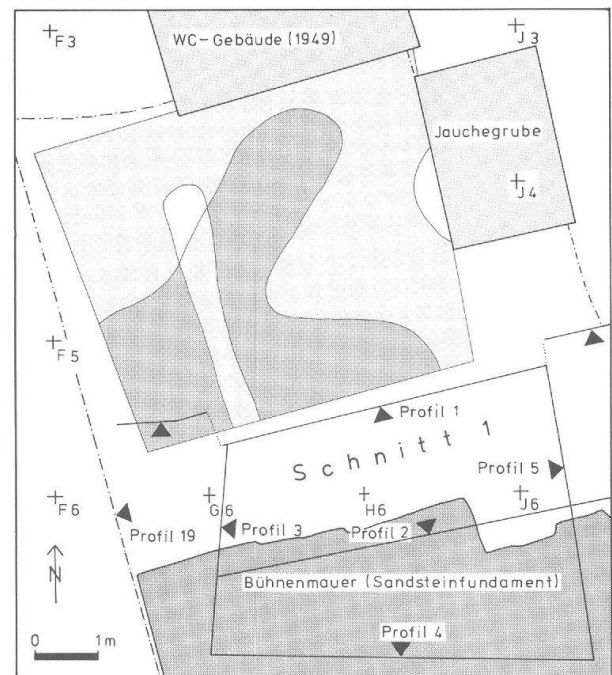 F3
WC-Gebäude (1949)
J3
Jauchegrube
J4
F5
Profil 1
Schnitt 1
Profil 5
F6
G6
H6
J6
Profil 19
Profil 3
Profil 2
N
Bühnenmauer (Sandsteinfundament)
Profil 4
0 1m